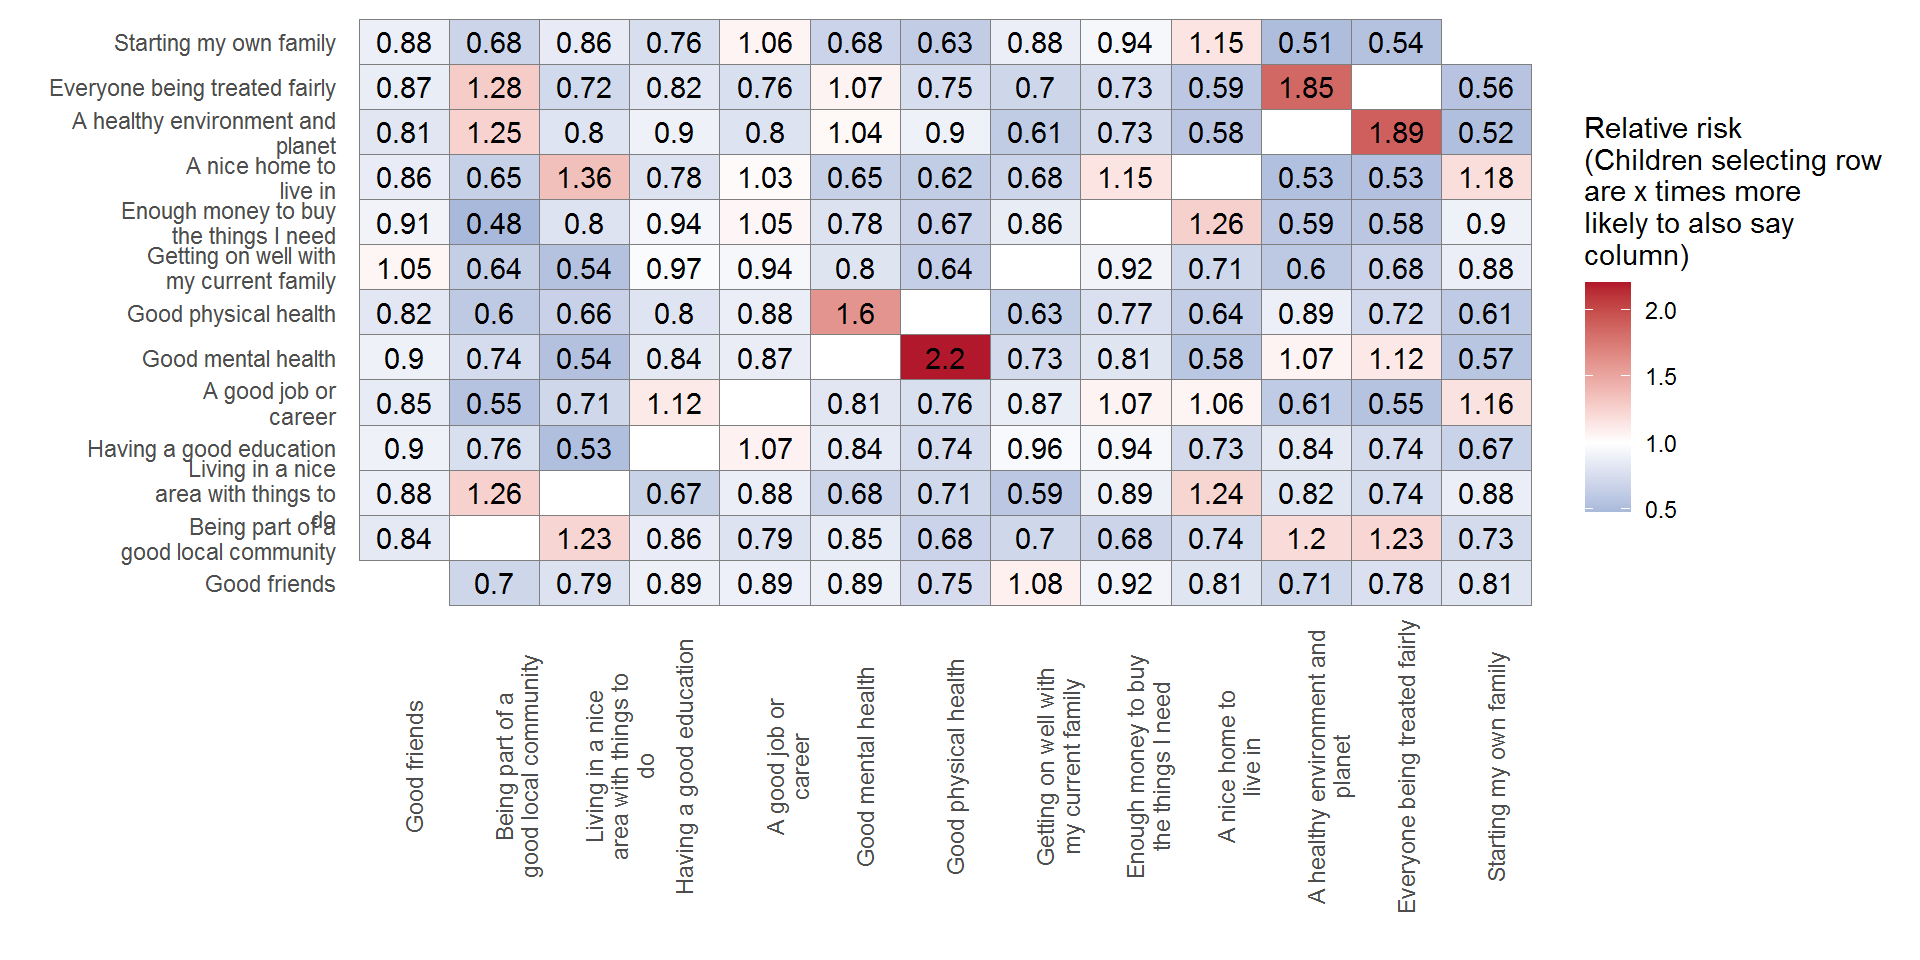 Starting my own family 0.88 0.68 0.86 0.76 1.06 0.68 0.63 0.88 0.94 1.15 0.51 0.54
Everyone being treated fairly 0.87 1.28 0.72 0.82 0.76 1.07 0.75 0.7 0.73 0.59 1.85 0.56
A healthy environment and
planet 0.81 1.25 0.8 0.9 0.8 1.04 0.9 0.61 0.73 0.58 1.89 0.52
A nice home to
live in 0.86 0.65 1.36 0.78 1.03 0.65 0.62 0.68 1.15 0.53 0.53 1.18
Enough money to buy
the things I need 0.91 0.48 0.8 0.94 1.05 0.78 0.67 0.86 1.26 0.59 0.58 0.9
Getting on well with
my current family 1.05 0.64 0.54 0.97 0.94 0.8 0.64 0.92 0.71 0.6 0.68 0.88
Good physical health 0.82 0.6 0.66 0.8 0.88 1.6 0.63 0.77 0.64 0.89 0.72 0.61
Good mental health 0.9 0.74 0.54 0.84 0.87 2.2 0.73 0.81 0.58 1.07 1.12 0.57
A good job or
career 0.85 0.55 0.71 1.12 0.81 0.76 0.87 1.07 1.06 0.61 0.55 1.16
Having a good education 0.9 0.76 0.53 1.07 0.84 0.74 0.96 0.94 0.73 0.84 0.74 0.67
Living in a nice
area with things to
do 0.88 1.26 0.67 0.88 0.68 0.71 0.59 0.89 1.24 0.82 0.74 0.88
Being part of a
good local community 0.84 1.23 0.86 0.79 0.85 0.68 0.7 0.68 0.74 1.2 1.23 0.73
Good friends 0.7 0.79 0.89 0.89 0.89 0.75 1.08 0.92 0.81 0.71 0.78 0.81
Good friends
Being part of a
good local community
Living in a nice
area with things to
do
Having a good education
A good job or
career
Good mental health
Good physical health
Getting on well with
my current family
Enough money to buy
the things I need
A nice home to
live in
A healthy environment and
planet
Everyone being treated fairly
Starting my own family
Relative risk
(Children selecting row
are x times more
likely to also say
column)
2.0
1.5
1.0
0.5